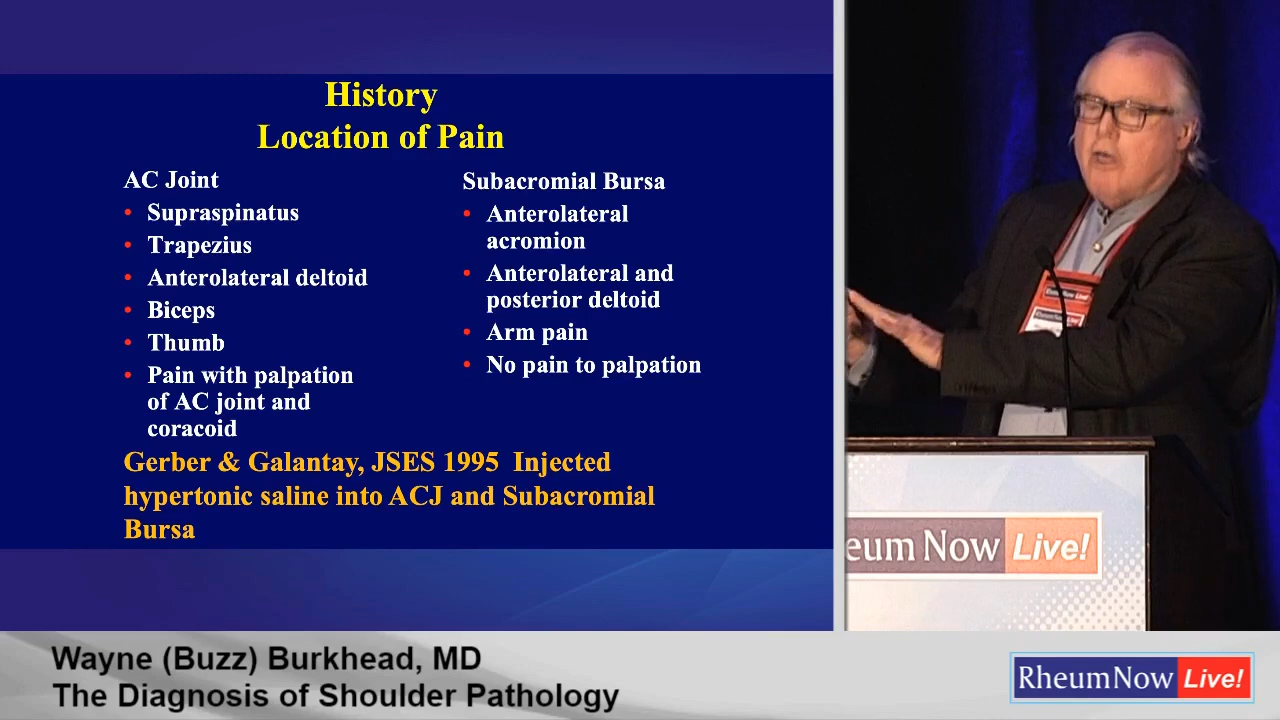 History
Location of Pain
AC Joint
• Supraspinatus
• Trapezius
• Anterolateral deltoid
• Biceps
• Thumb
• Pain with palpation
of AC joint and
coracoid
Subacromial Bursa
• Anterolateral
acromion
• Anterolateral and
posterior deltoid
• Arm pain
• No pain to palpation
Gerber & Galantay, JSES 1995 Injected
hypertonic saline into ACJ and Subacromial
Bursa
RheumNow Live!
eum Now Live!
Wayne (Buzz) Burkhead, MD
The Diagnosis of Shoulder Pathology
RheumNow Live!